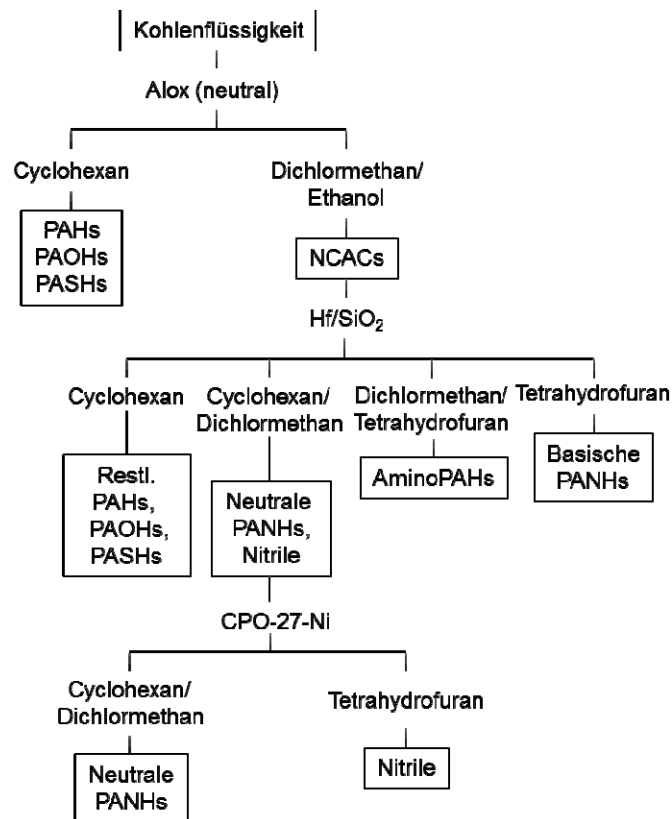 Kohlenflüssigkeit
Alox (neutral)
Cyclohexan
Dichlormethan/
Ethanol
PAHs
PAOHs
PASHs
NCACs
Hf/SiO₂
Cyclohexan
Cyclohexan/
Dichlormethan
Dichlormethan/
Tetrahydrofuran
Tetrahydrofuran
Restl.
PAHs,
PAOHs,
PASHs
Neutrale
PANHs,
Nitrile
AminoPAHs
Basische
PANHs
CPO-27-Ni
Cyclohexan/
Dichlormethan
Tetrahydrofuran
Neutrale
PANHs
Nitrile